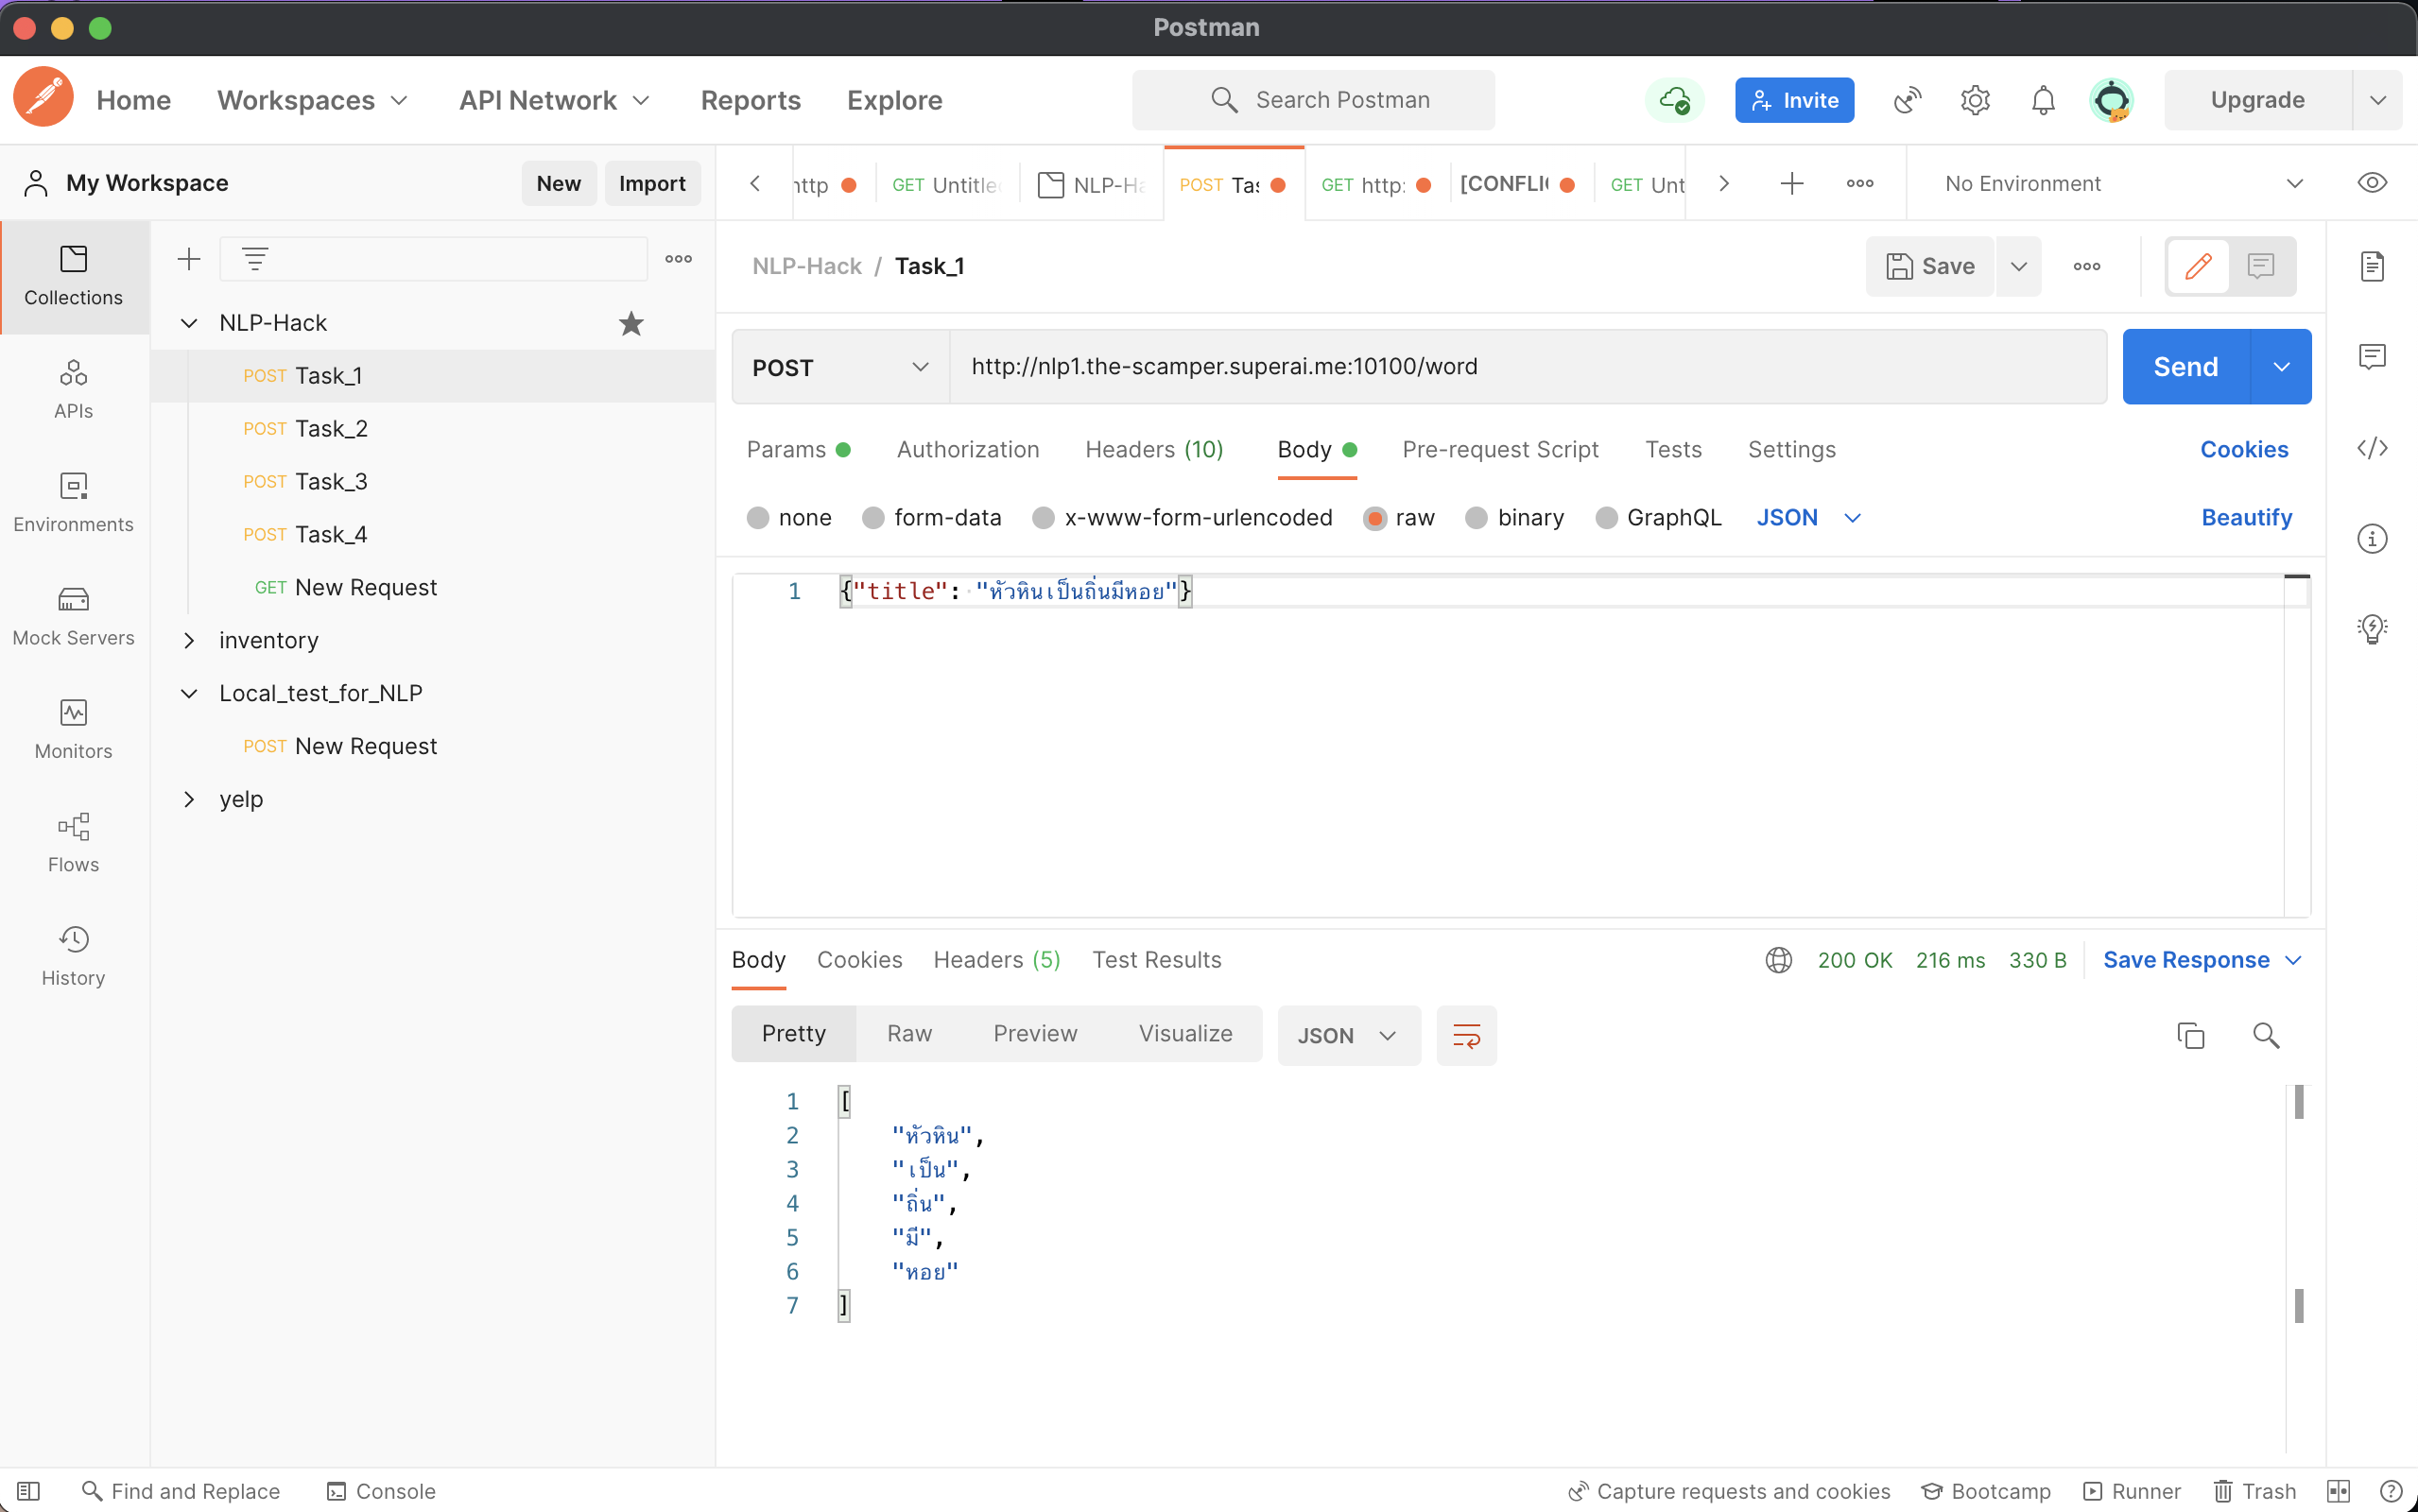 Postman
Home Workspaces API Network Reports Explore Search Postman Invite Upgrade
My Workspace New Import
http GET Untitle NLP-Ha POST Tas GET http: [CONFLI GET Unt No Environment
Collections
APIs
Environments
Mock Servers
Monitors
Flows
History
NLP-Hack
POST Task_1
POST Task_2
POST Task_3
POST Task_4
GET New Request
inventory
Local_test_for_NLP
POST New Request
yelp
NLP-Hack / Task_1 Save
POST http://nlp1.the-scamper.superai.me:10100/word Send
Params Authorization Headers (10) Body Pre-request Script Tests Settings Cookies
none form-data x-www-form-urlencoded raw binary GraphQL JSON Beautify
1 {"title": "หัวหินเป็นถิ่นมีหอย"}
Body Cookies Headers (5) Test Results 200 OK 216 ms 330 B Save Response
Pretty Raw Preview Visualize JSON
1 [
2 "หัวหิน",
3 "เป็น",
4 "ถิ่น",
5 "มี",
6 "หอย"
7 ]
Find and Replace Console Capture requests and cookies Bootcamp Runner Trash